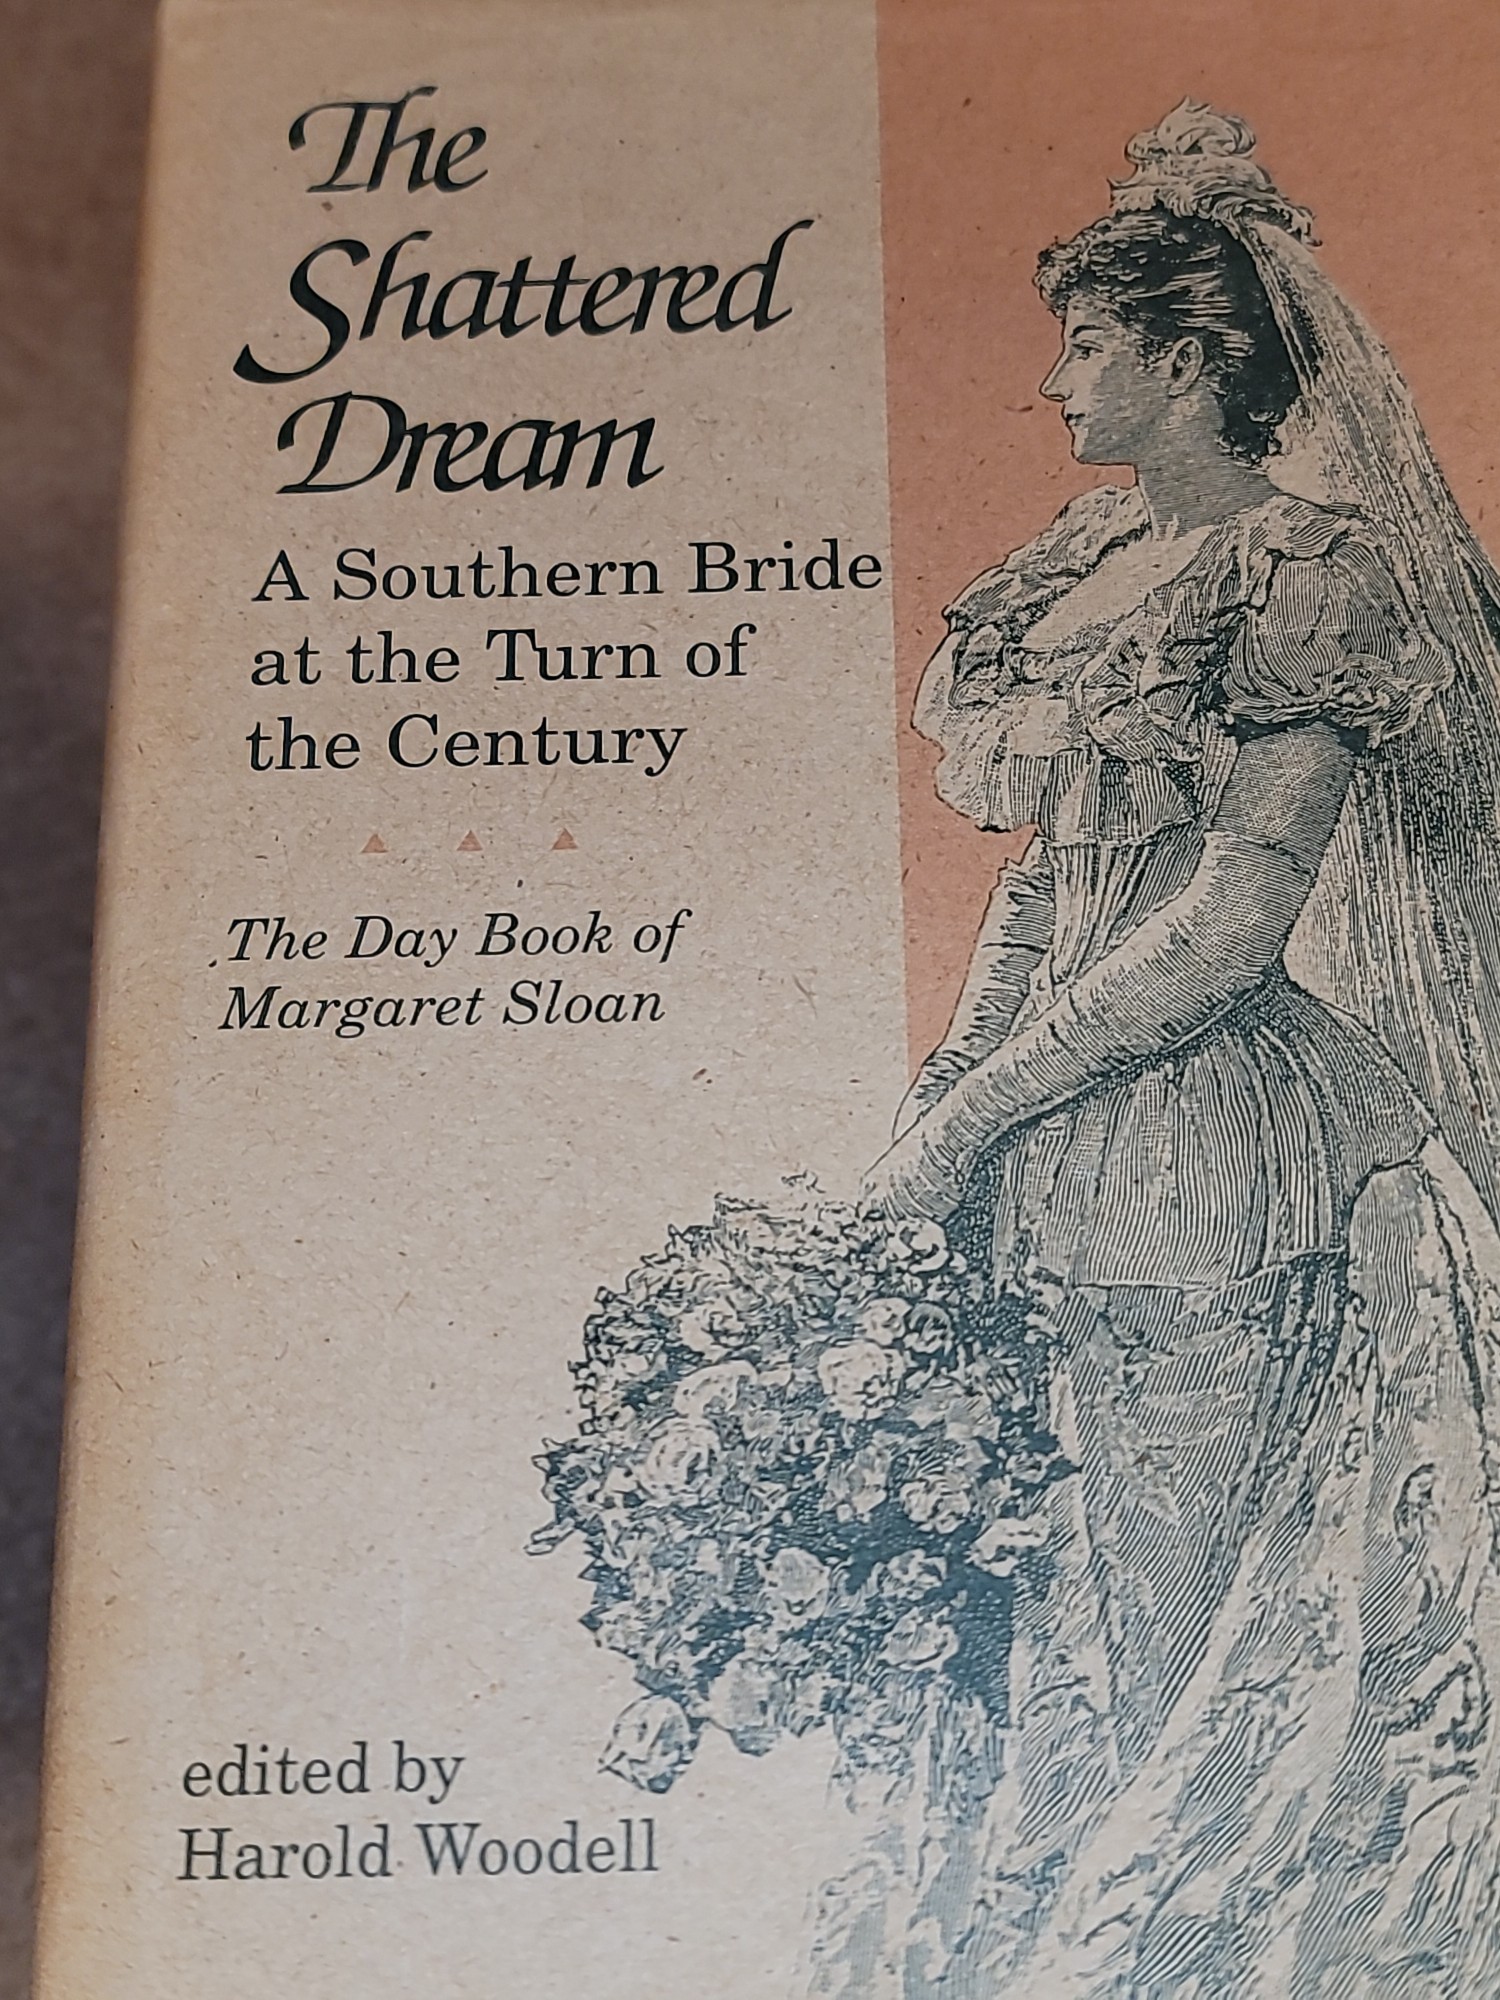 The
Shattered
Dream
A Southern Bride
at the Turn of
the Century
The Day Book of
Margaret Sloan
edited by
Harold Woodell